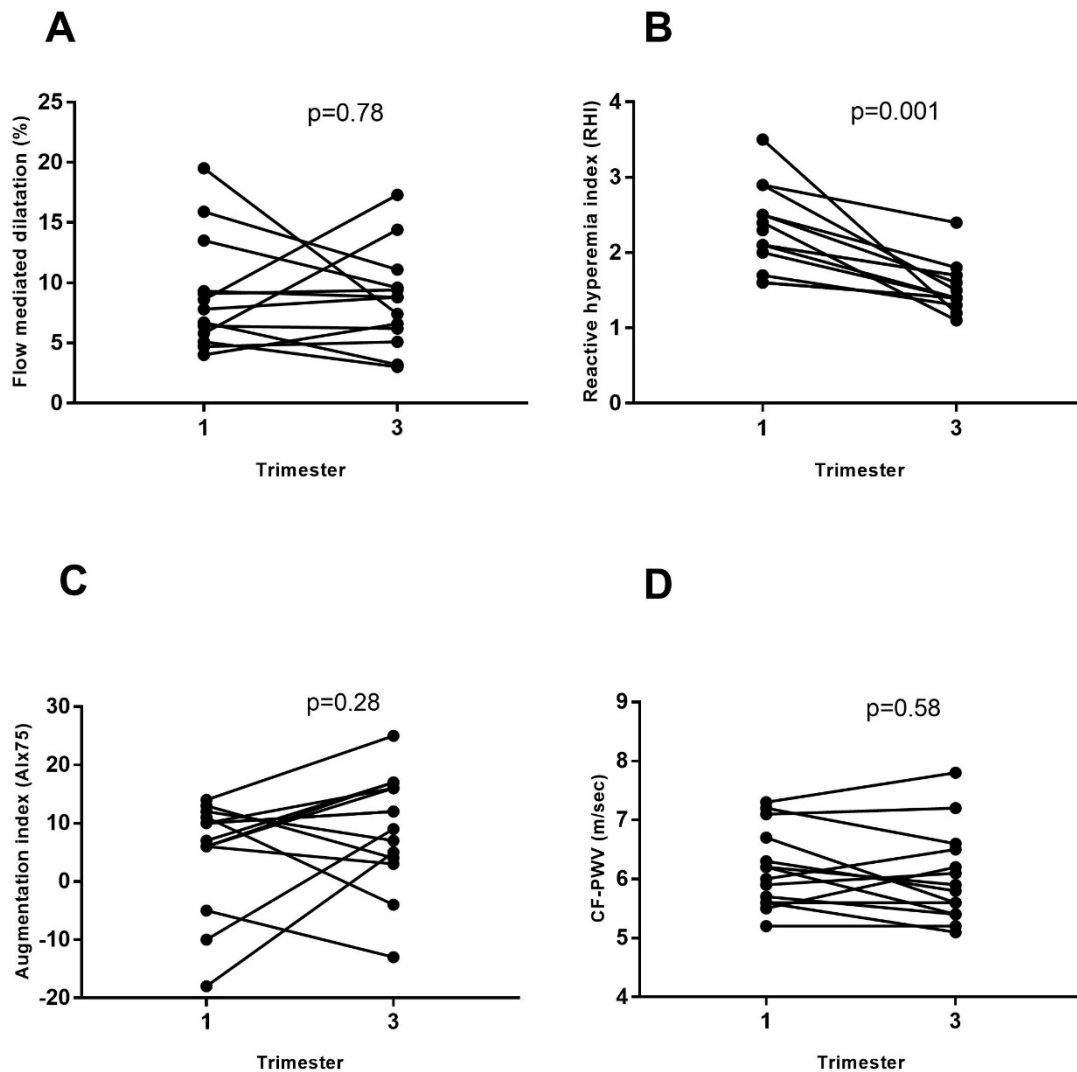 A
Flow mediated dilatation (%)
25
20
15
10
5
0
p=0.78
1
3
Trimester
B
Reactive hyperemia index (RHI)
4
3
2
1
0
p=0.001
1
3
Trimester
C
Augmentation index (AIx75)
30
20
10
0
-10
-20
p=0.28
1
3
Trimester
D
CF-PWV (m/sec)
9
8
7
6
5
4
p=0.58
1
3
Trimester